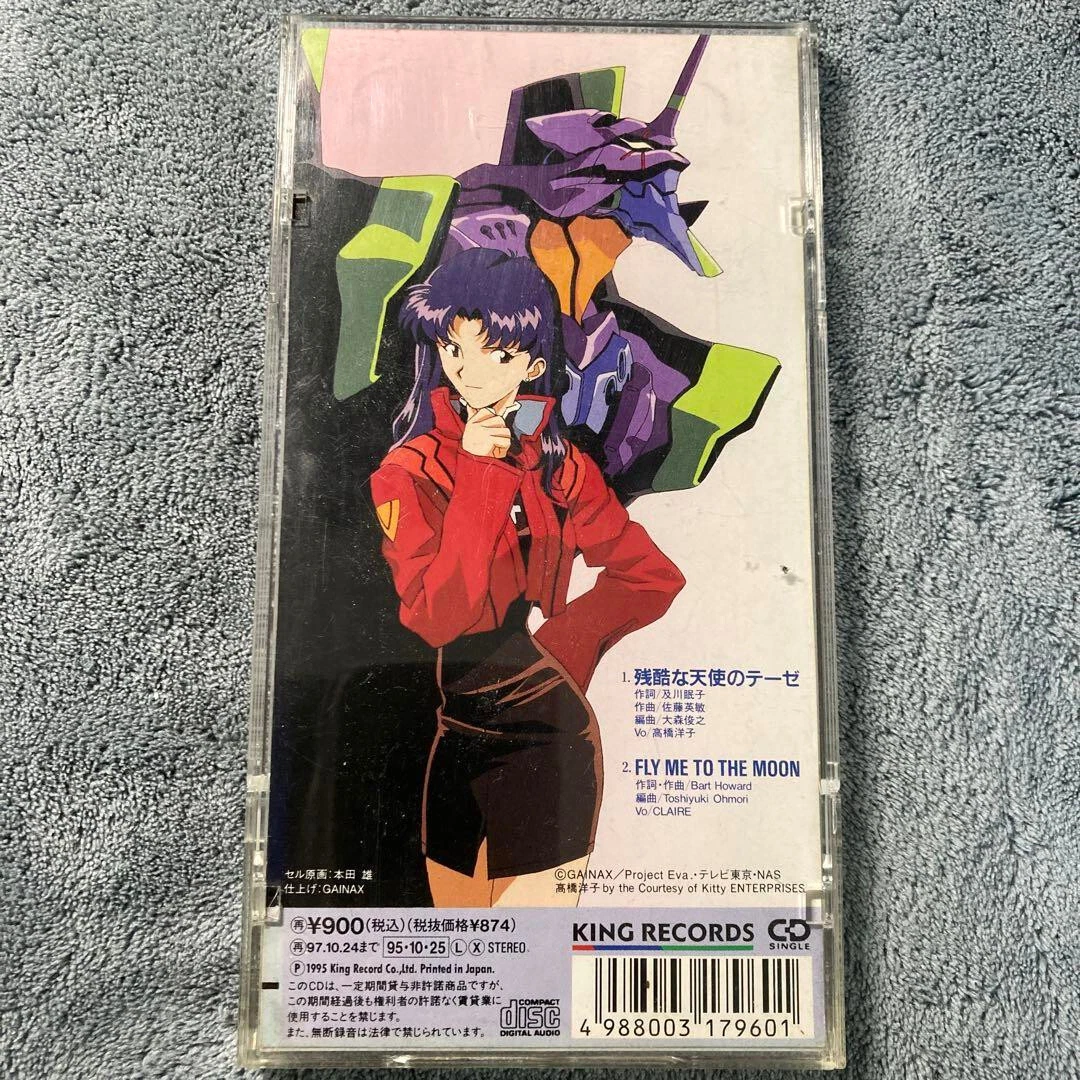 1. 残酷な天使のテーゼ
作詞/及川眠子
作曲/佐藤英敏
編曲/大森俊之
Vo/高橋洋子
2. FLY ME TO THE MOON
作詞・作曲/Bart Howard
編曲/Toshiyuki Ohmori
Vo/CLAIRE
セル原画:本田 雄
仕上げ:GAINAX
©GAINAX/Project Eva.・テレビ東京・NAS
高橋洋子 by the Courtesy of Kitty ENTERPRISES
再¥900(税込)(税抜価格¥874)
再97.10.24まで 95・10・25 L X STEREO
Ⓟ1995 King Record Co.,Ltd. Printed in Japan.
このCDは、一定期間貸与非許諾商品ですが、
この期間経過後も権利者の許諾なく賃貸業に
使用することを禁じます。
また、無断録音は法律で禁じられています。
COMPACT
disc
DIGITAL AUDIO
KING RECORDS
CD
SINGLE
4 988003 179601